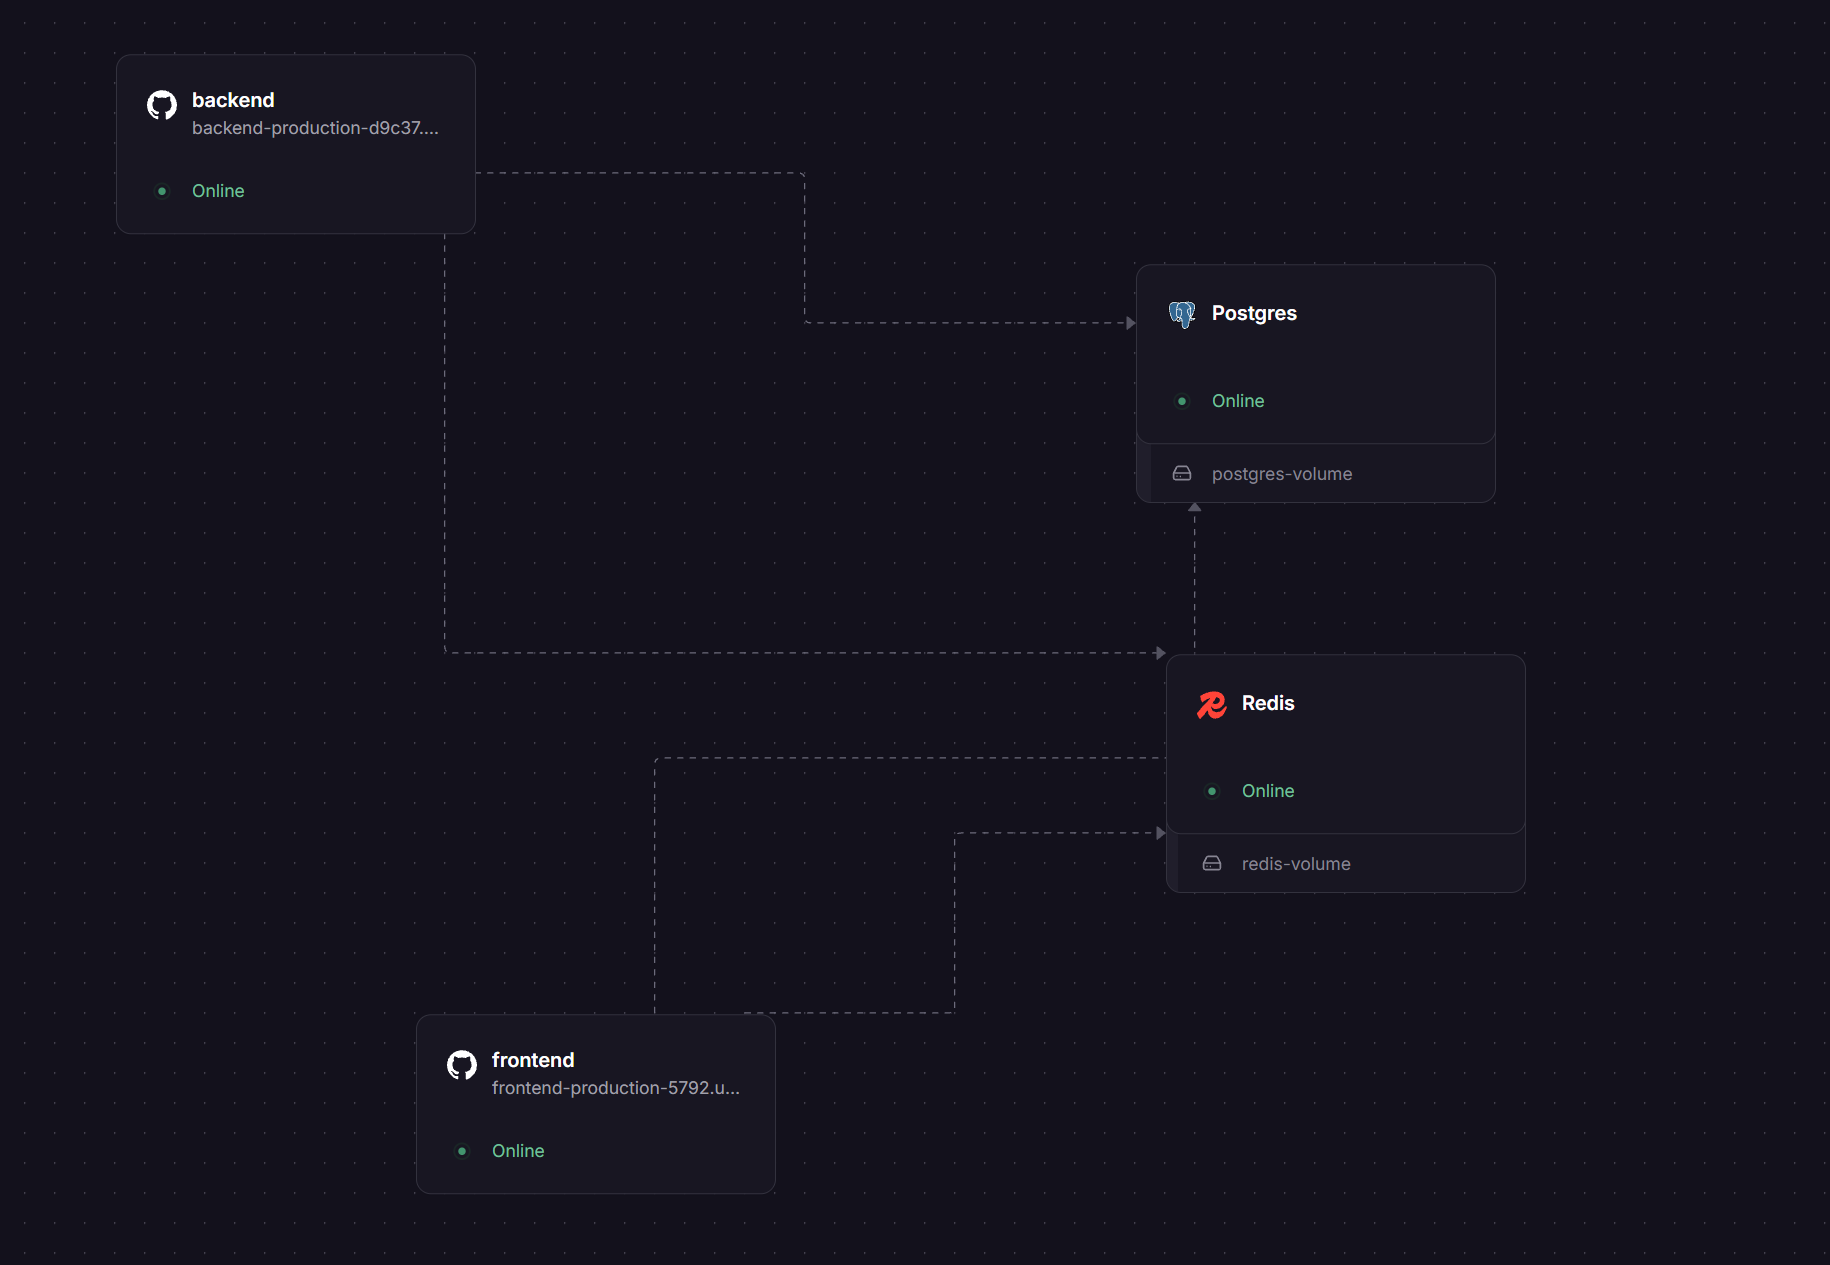 backend
backend-production-d9c37....
Online
Postgres
Online
postgres-volume
Redis
Online
redis-volume
frontend
frontend-production-5792.u...
Online